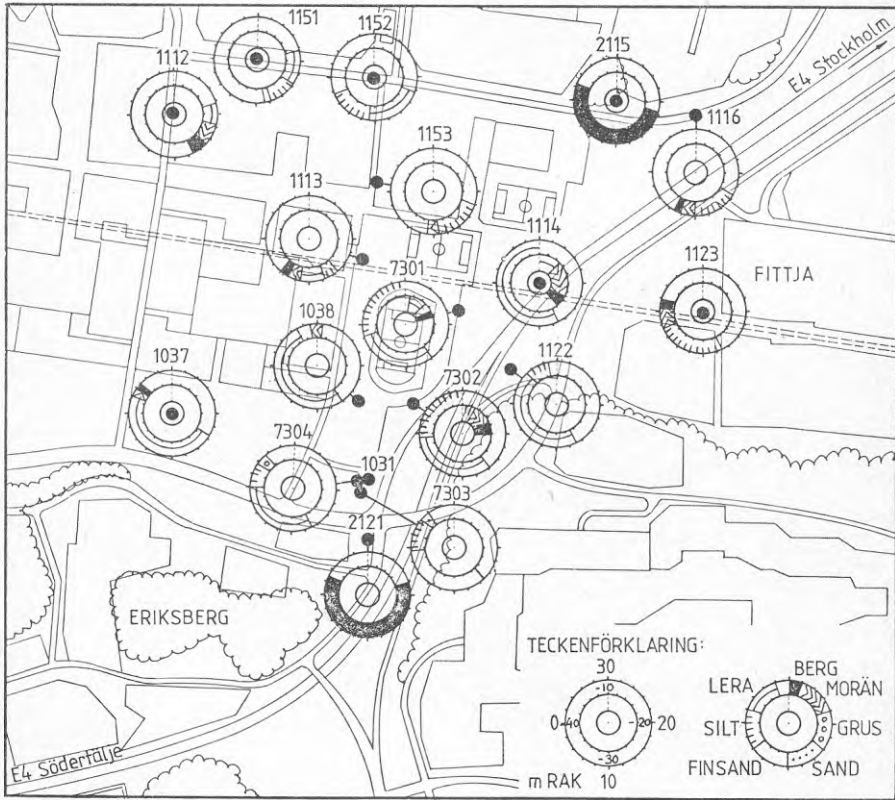 1151
1152
1112
2115
E4 Stockholm
1116
1153
1113
1114
7301
1123
FITTJA
1038
1037
7302
1122
7304
1031
7303
2121
ERIKSBERG
TECKENFÖRKLARING:
30
-10
0 -40 -20 20
-30
m RAK 10
BERG
LERA MORÄN
SILT GRUS
FINSAND SAND
E4 Södertälje